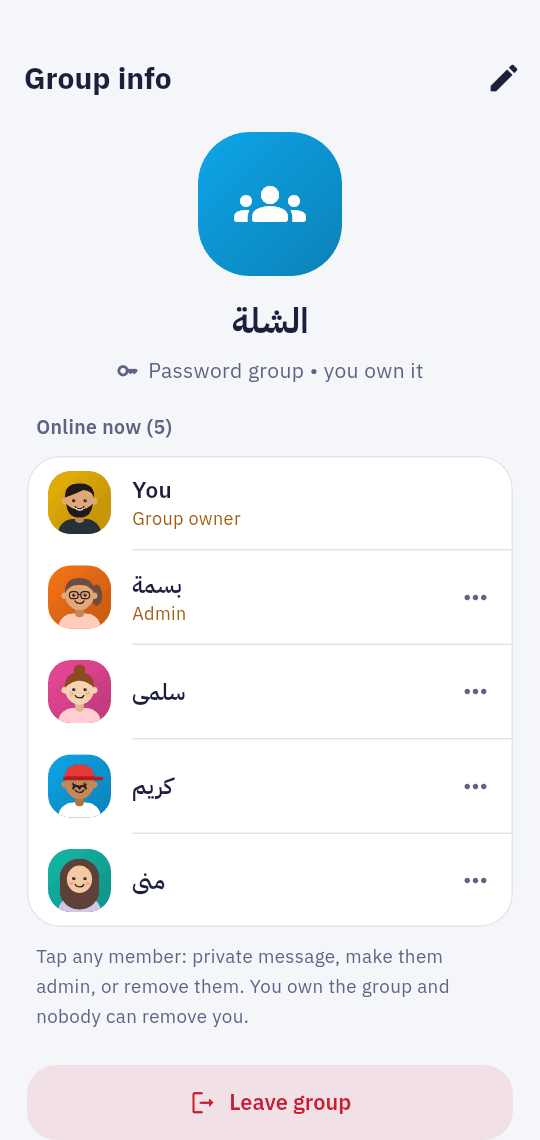 Group info
الشلة
Password group • you own it
Online now (5)
You
Group owner
بسمة
Admin
سلمى
كريم
منى
Tap any member: private message, make them
admin, or remove them. You own the group and
nobody can remove you.
Leave group